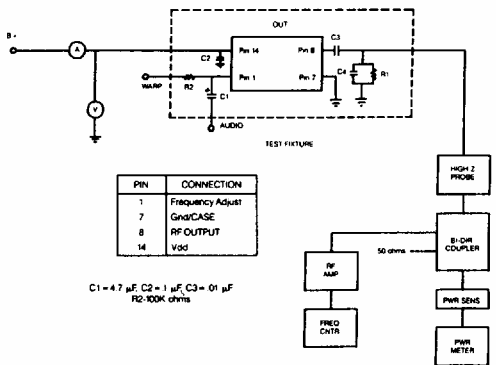 OUT
B+
A
C3
Pin 14
Pin 8
C2
C4
R1
WARP
R2
Pin 1
Pin 7
C1
+
V
AUDIO
TEST FIXTURE
HIGH Z
PROBE
PIN CONNECTION
1 Frequency Adjust
7 Gnd/CASE
8 RF OUTPUT
14 Vdd
BI-DIR
COUPLER
50 ohms
RF
AMP
C1 = 4.7 µF, C2 = .1 µF, C3 = .01 µF
R2-100K ohms
PWR SENS
FREQ
CNTR
PWR
METER